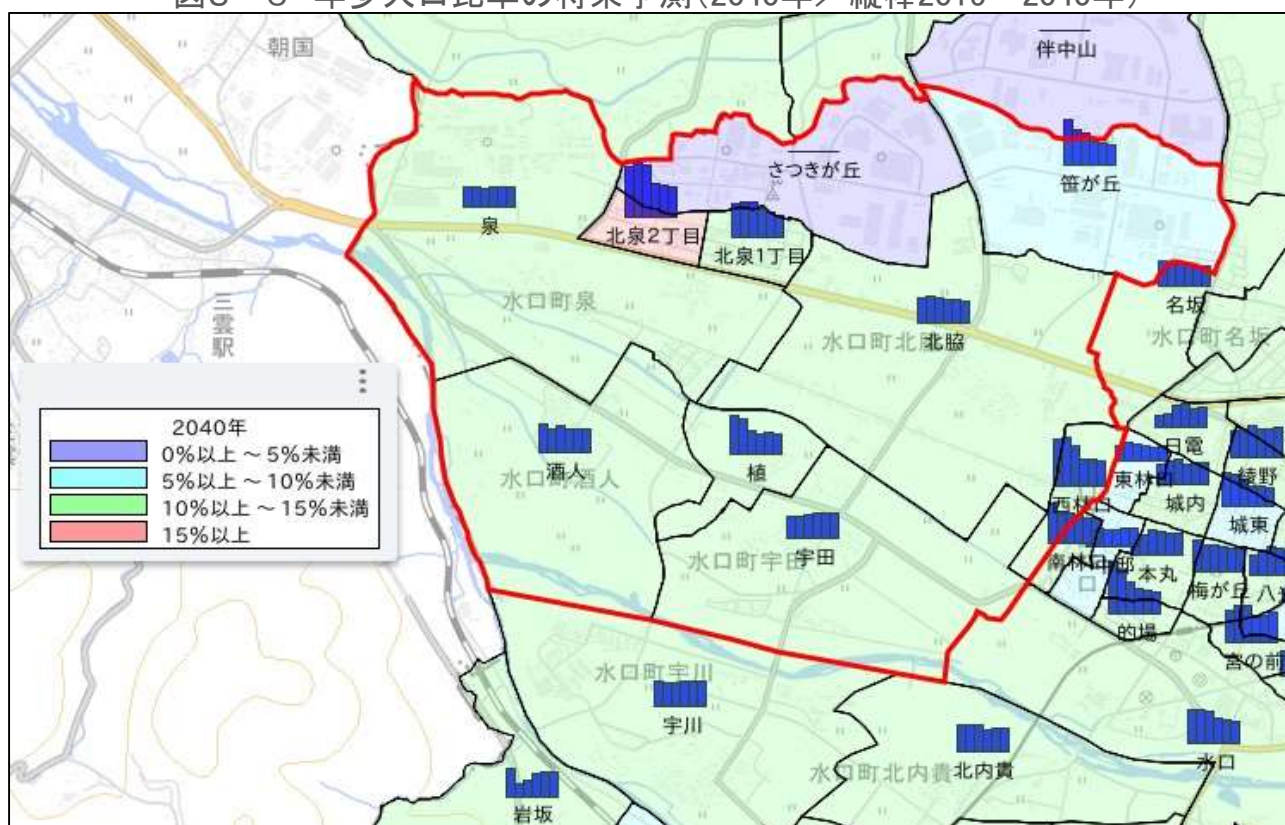 朝国
伴中山
さつきが丘
笹が丘
泉
北泉2丁目
北泉1丁目
名坂
水口町泉
水口町名坂
北脇
三雲駅
2040年
0%以上 ～ 5%未満
5%以上 ～ 10%未満
10%以上 ～ 15%未満
15%以上
日電
酒人
植
東林口
綾野
水口町酒人
西林口
城内
城東
宇田
水口町宇田
南林口
本丸
梅が丘
的場
宮の前
水口町宇川
宇川
水口
北内貴
水口町北内貴
岩坂